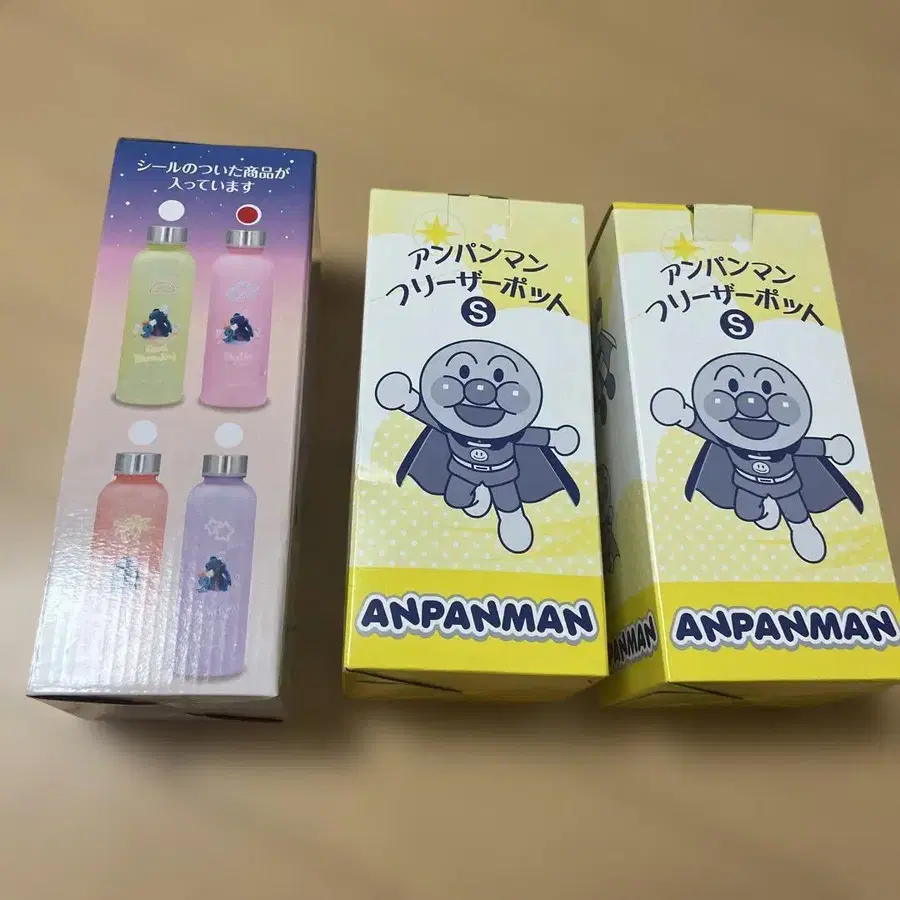 シールのついた商品が
入っています
アンパンマン
フリーザーポット
S
ANPANMAN
アンパンマン
フリーザーポット
S
ANPANMAN
ANPANMAN